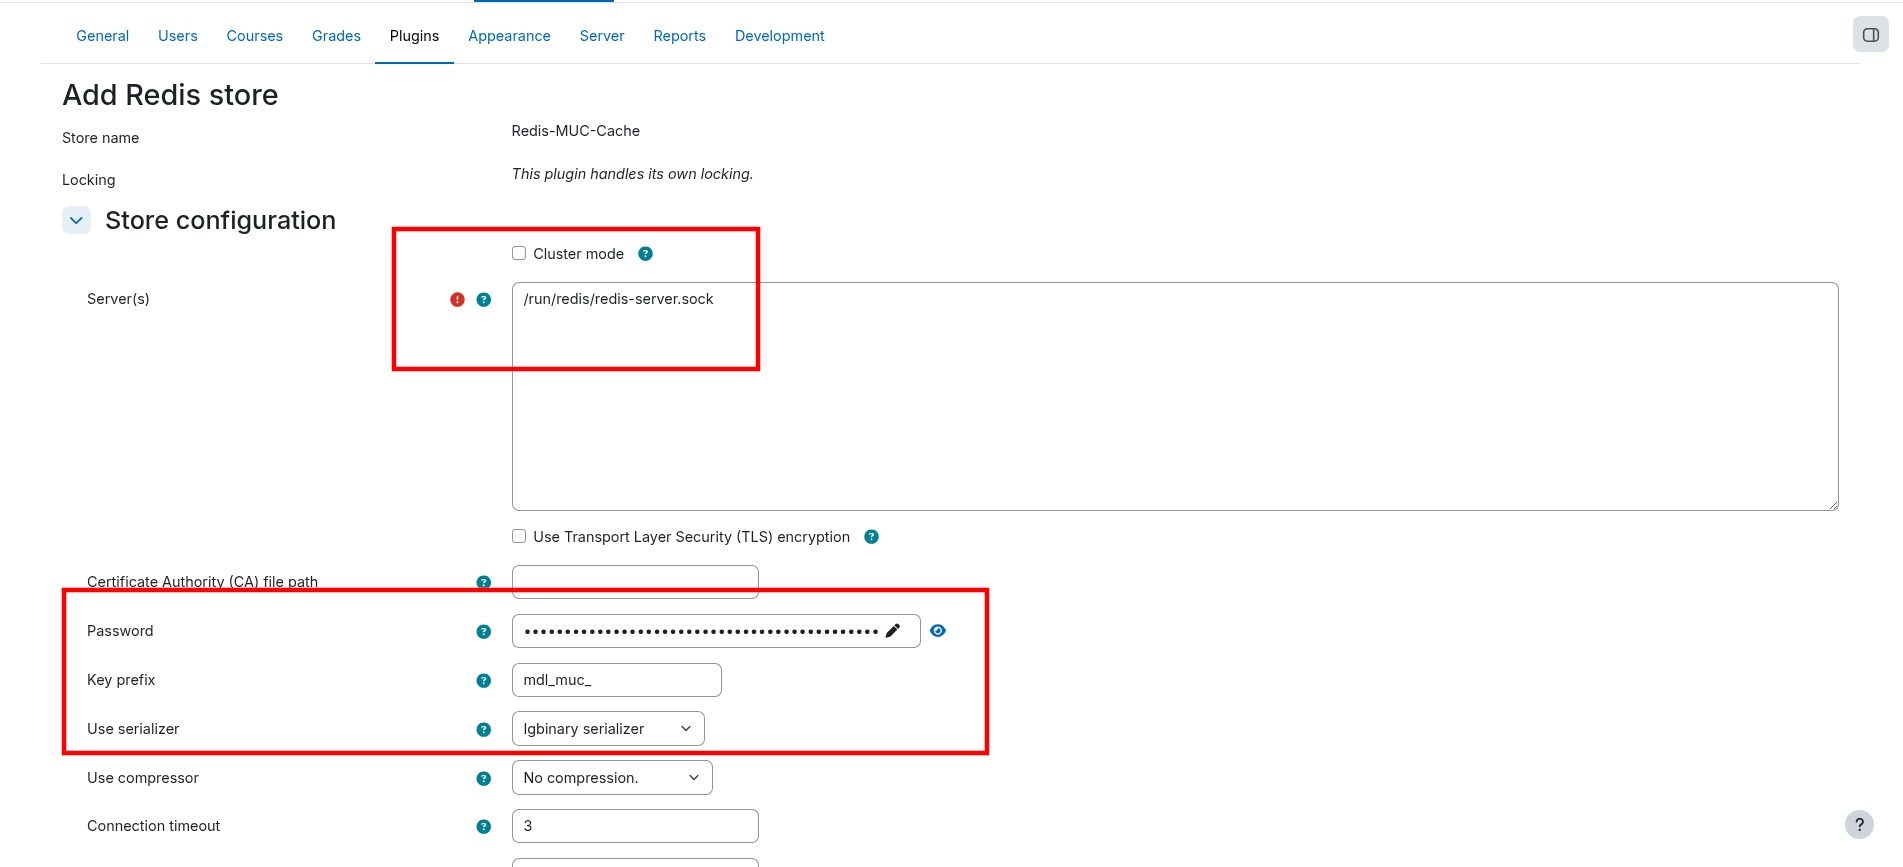 General Users Courses Grades Plugins Appearance Server Reports Development
Add Redis store
Store name Redis-MUC-Cache
Locking This plugin handles its own locking.
Store configuration
Cluster mode ?
Server(s) ! ? /run/redis/redis-server.sock
Use Transport Layer Security (TLS) encryption ?
Certificate Authority (CA) file path ?
Password ? ••••••••••••••••••••••••••••••••••••••••••••
Key prefix ? mdl_muc_
Use serializer ? Igbinary serializer
Use compressor ? No compression.
Connection timeout ? 3
?